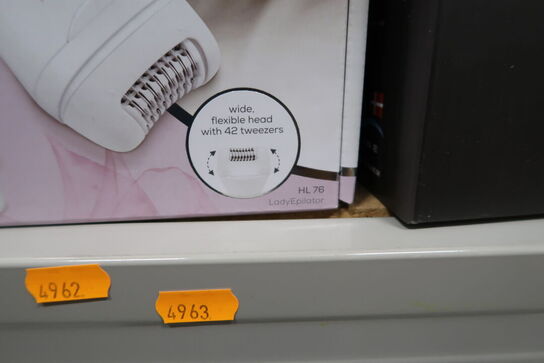 wide,
flexible head
with 42 tweezers
HL 76
LadyEpilator
4962
4963